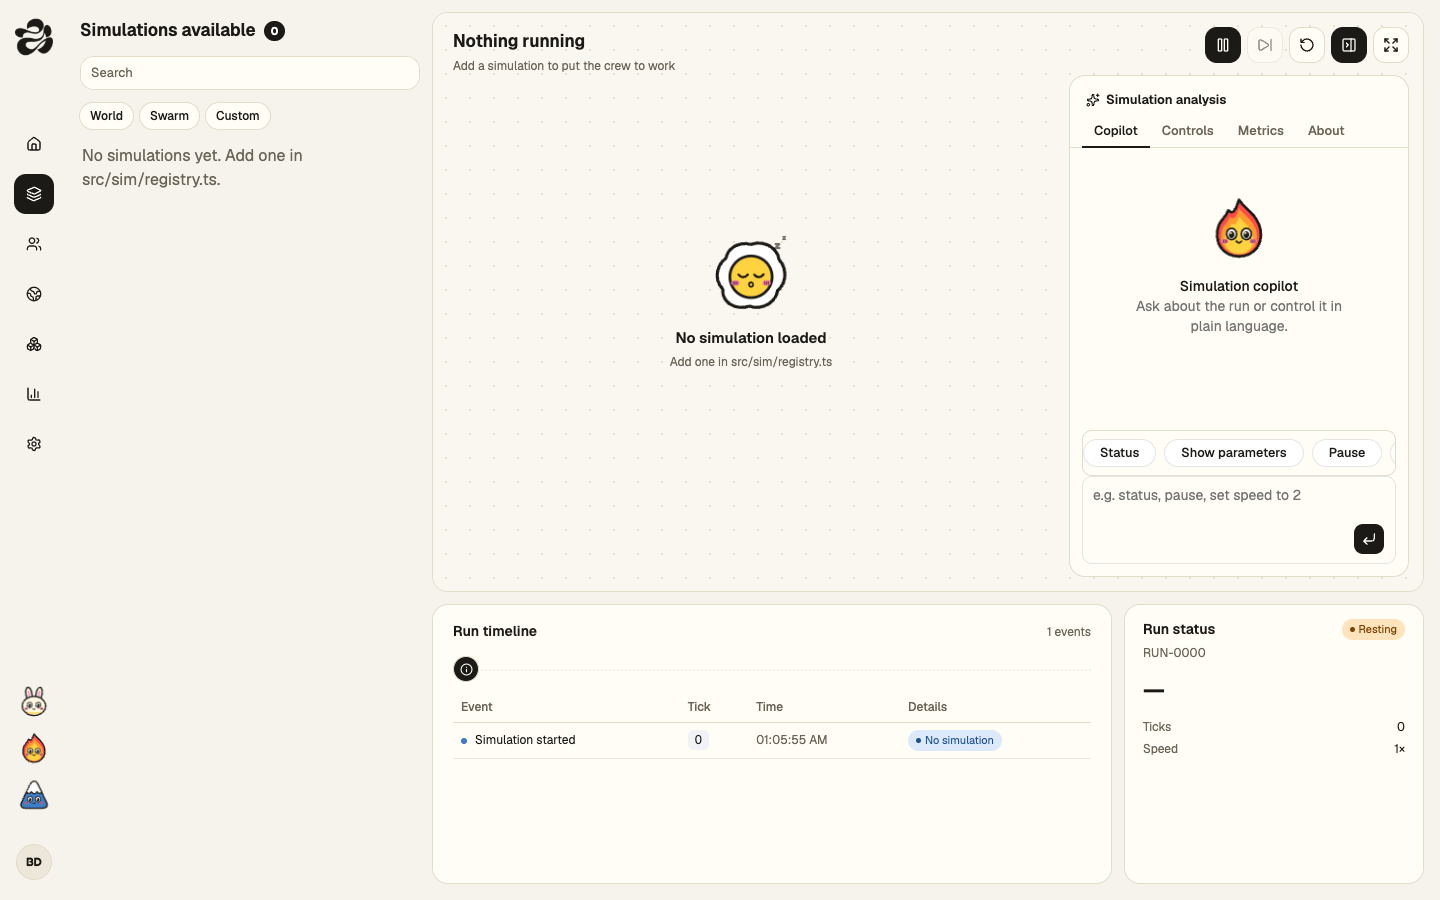 Simulations available 0
Search
World Swarm Custom
No simulations yet. Add one in
src/sim/registry.ts.
BD
Nothing running
Add a simulation to put the crew to work
z
z
No simulation loaded
Add one in src/sim/registry.ts
Simulation analysis
Copilot Controls Metrics About
Simulation copilot
Ask about the run or control it in
plain language.
Status Show parameters Pause
e.g. status, pause, set speed to 2
Run timeline 1 events
Event Tick Time Details
Simulation started 0 01:05:55 AM No simulation
Run status Resting
RUN-0000
—
Ticks 0
Speed 1×